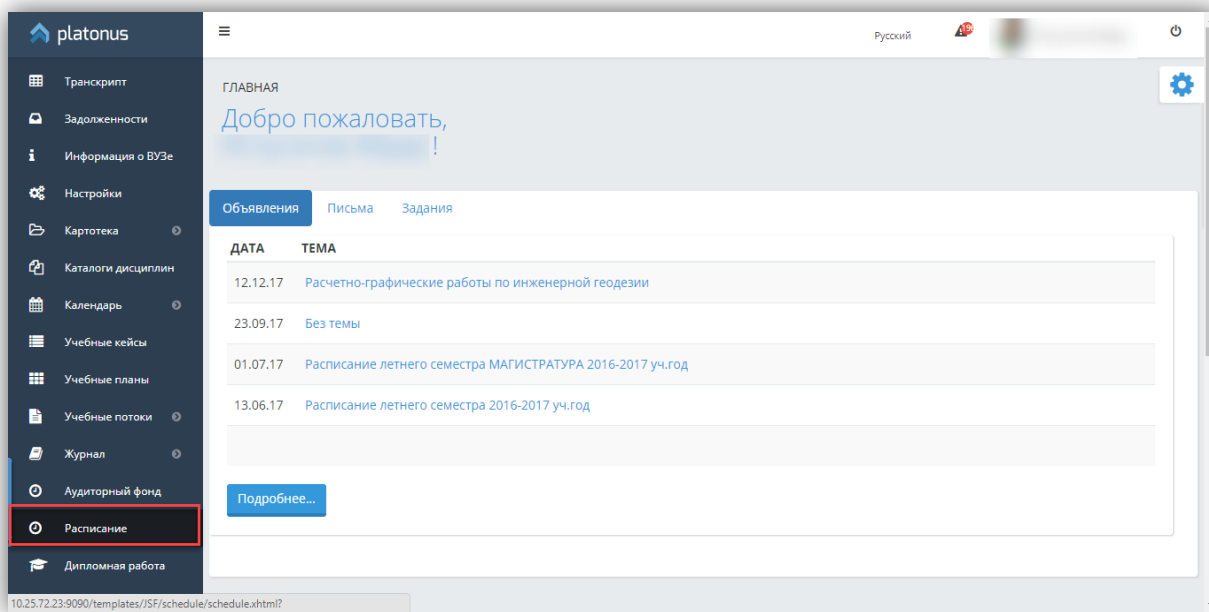 platonus
Русский
Транскрипт
Задолженности
Информация о ВУЗе
Настройки
Картотека
Каталоги дисциплин
Календарь
Учебные кейсы
Учебные планы
Учебные потоки
Журнал
Аудиторный фонд
Расписание
Дипломная работа
ГЛАВНАЯ
Добро пожаловать,
!
Объявления Письма Задания
ДАТА ТЕМА
12.12.17 Расчетно-графические работы по инженерной геодезии
23.09.17 Без темы
01.07.17 Расписание летнего семестра МАГИСТРАТУРА 2016-2017 уч.год
13.06.17 Расписание летнего семестра 2016-2017 уч.год
Подробнее...
10.25.72.23:9090/templates/JSF/schedule/schedule.xhtml?